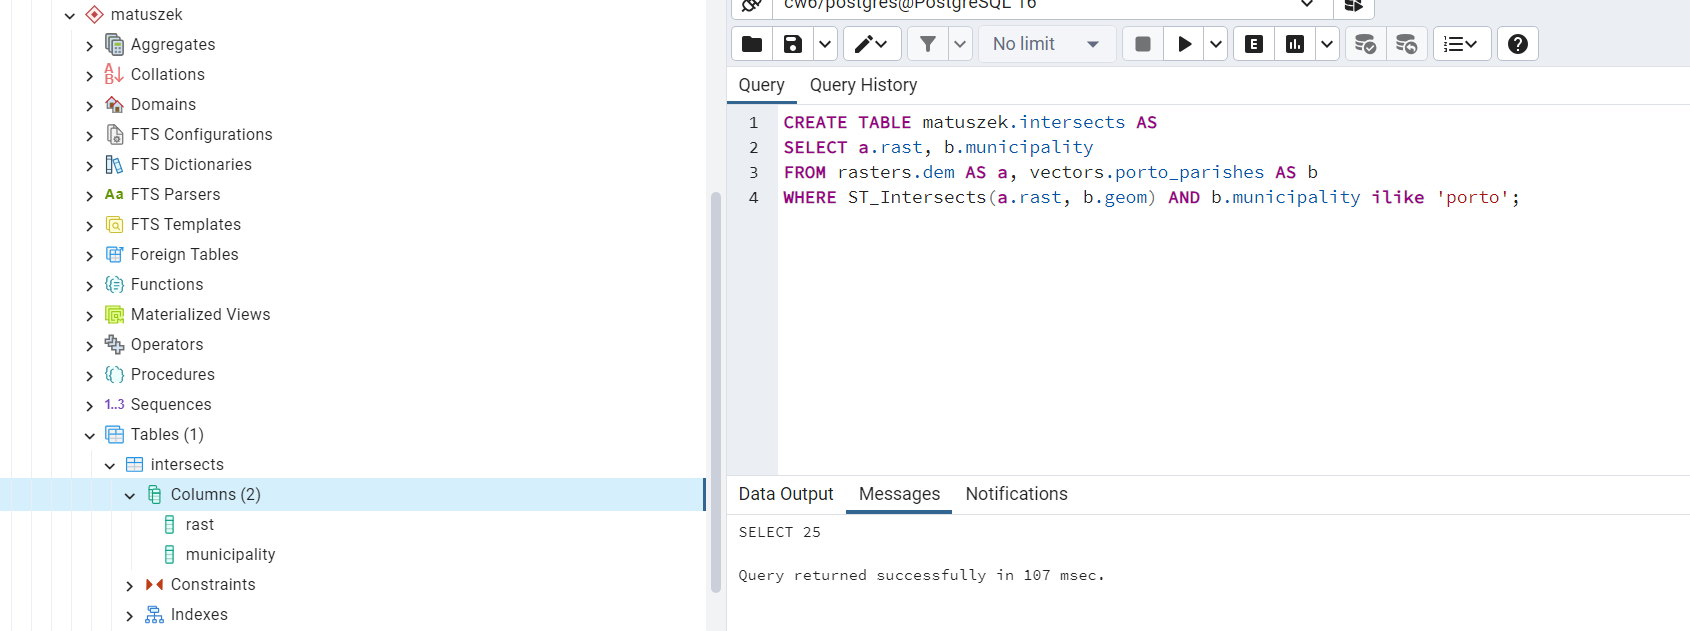 matuszek
Aggregates
Collations
Domains
FTS Configurations
FTS Dictionaries
Aa FTS Parsers
FTS Templates
Foreign Tables
Functions
Materialized Views
Operators
Procedures
1..3 Sequences
Tables (1)
intersects
Columns (2)
rast
municipality
Constraints
Indexes
cw6/postgres@PostgreSQL 16
No limit
E
Query Query History
1 CREATE TABLE matuszek.intersects AS
2 SELECT a.rast, b.municipality
3 FROM rasters.dem AS a, vectors.porto_parishes AS b
4 WHERE ST_Intersects(a.rast, b.geom) AND b.municipality ilike 'porto';
Data Output Messages Notifications
SELECT 25
Query returned successfully in 107 msec.